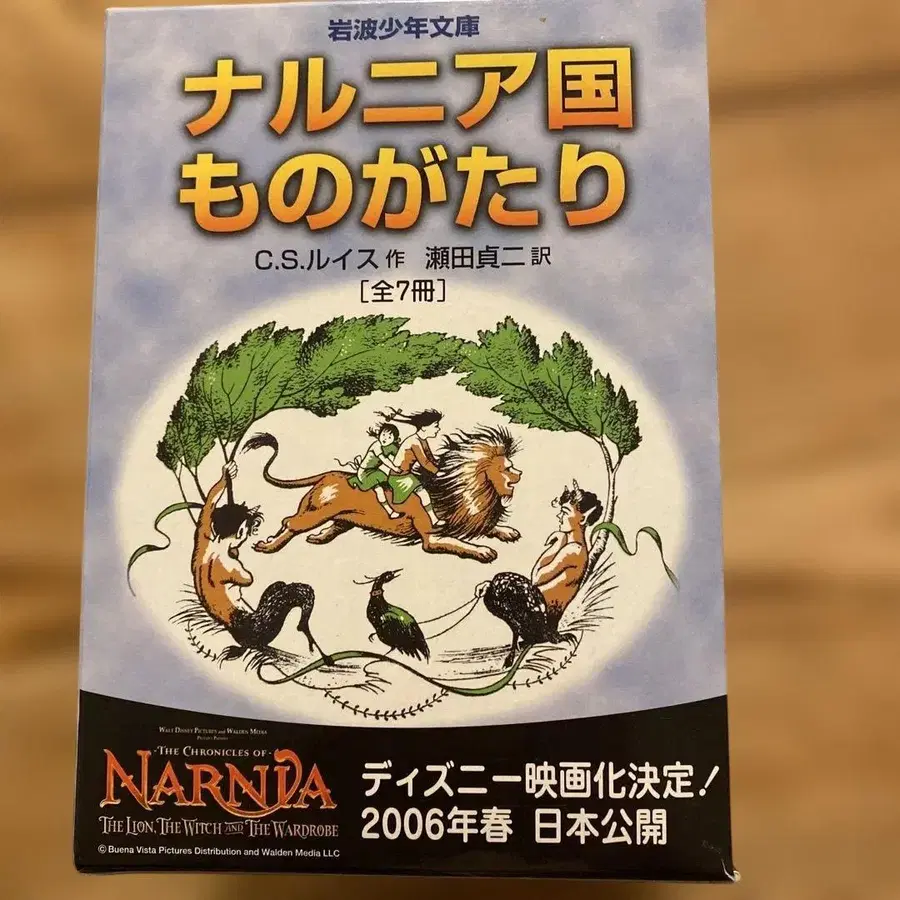 岩波少年文庫
ナルニア国
ものがたり
C.S.ルイス作 瀬田貞二訳
[全7冊]
WALT DISNEY PICTURES AND WALDEN MEDIA
THE CHRONICLES OF
NARNIA
THE LION, THE WITCH AND THE WARDROBE
© Buena Vista Pictures Distribution and Walden Media LLC
ディズニー映画化決定!
2006年春 日本公開